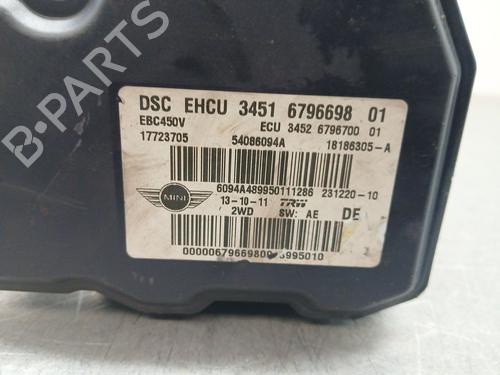 DSC EHCU 3451 6796698 01
EBC450V ECU 3452 6796700 01
17723705 54086094A 18186305-A
6094A489950111286 231220-10
MINI 13-10-11 TRW
2WD SW: AE DE
B-PARTS